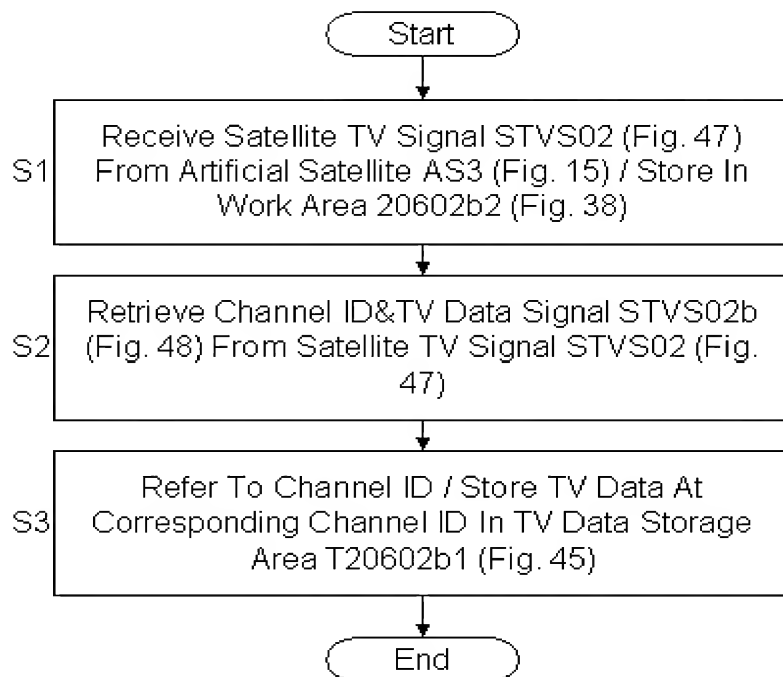 Start
S1
Receive Satellite TV Signal STVS02 (Fig. 47)
From Artificial Satellite AS3 (Fig. 15) / Store In
Work Area 20602b2 (Fig. 38)
S2
Retrieve Channel ID&TV Data Signal STVS02b
(Fig. 48) From Satellite TV Signal STVS02 (Fig.
47)
S3
Refer To Channel ID / Store TV Data At
Corresponding Channel ID In TV Data Storage
Area T20602b1 (Fig. 45)
End